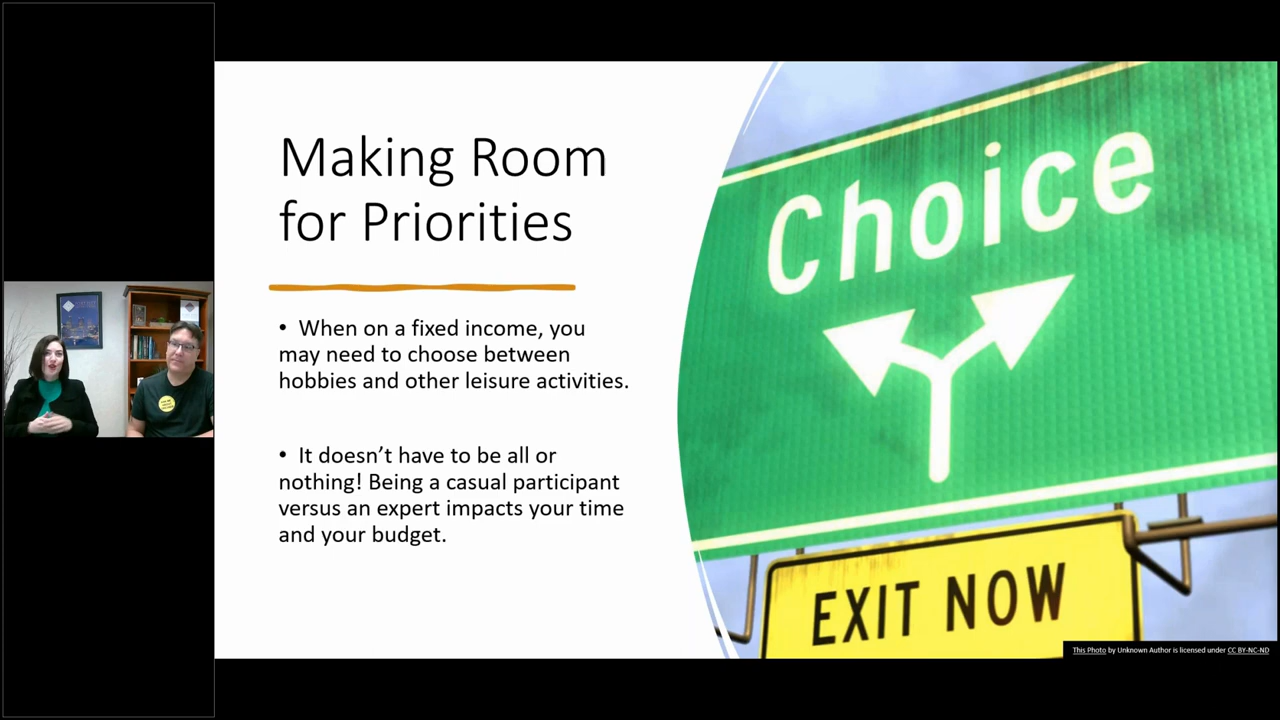 Making Room
for Priorities
• When on a fixed income, you
may need to choose between
hobbies and other leisure activities.
• It doesn’t have to be all or
nothing! Being a casual participant
versus an expert impacts your time
and your budget.
Choice
EXIT NOW
This Photo by Unknown Author is licensed under CC BY-NC-ND